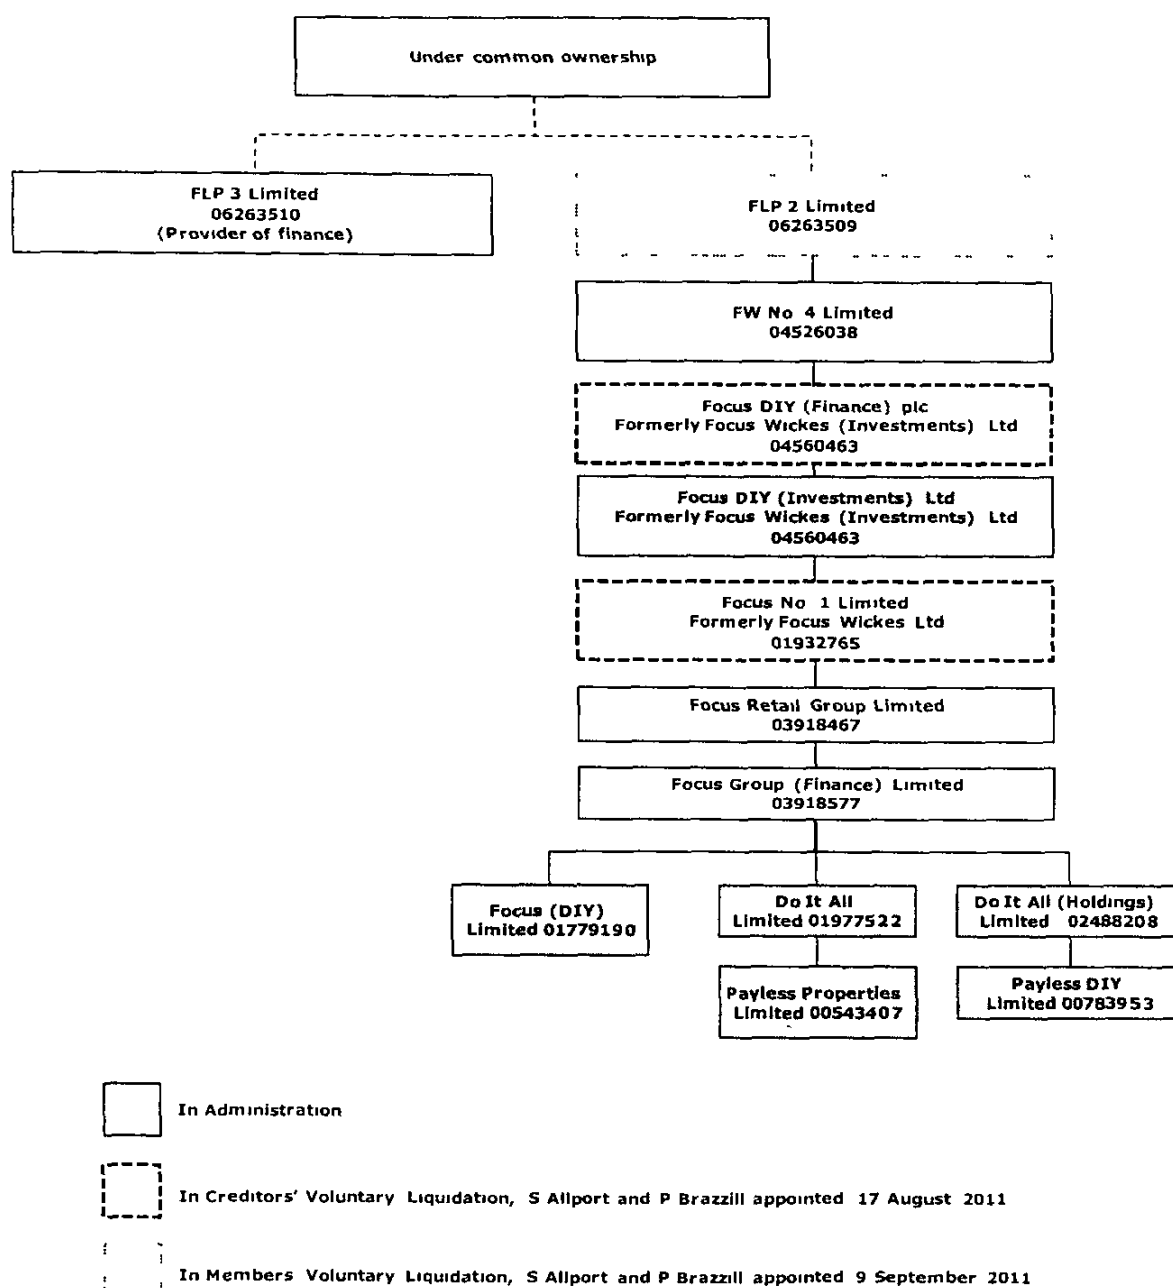 Under common ownership
FLP 3 Limited
06263510
(Provider of finance)
FLP 2 Limited
06263509
FW No 4 Limited
04526038
Focus DIY (Finance) plc
Formerly Focus Wickes (Investments) Ltd
04560463
Focus DIY (Investments) Ltd
Formerly Focus Wickes (Investments) Ltd
04560463
Focus No 1 Limited
Formerly Focus Wickes Ltd
01932765
Focus Retail Group Limited
03918467
Focus Group (Finance) Limited
03918577
Focus (DIY)
Limited 01779190
Do It All
Limited 01977522
Do It All (Holdings)
Limited 02488208
Payless Properties
Limited 00543407
Payless DIY
Limited 00783953
In Administration
In Creditors' Voluntary Liquidation, S Allport and P Brazzill appointed 17 August 2011
In Members Voluntary Liquidation, S Allport and P Brazzill appointed 9 September 2011